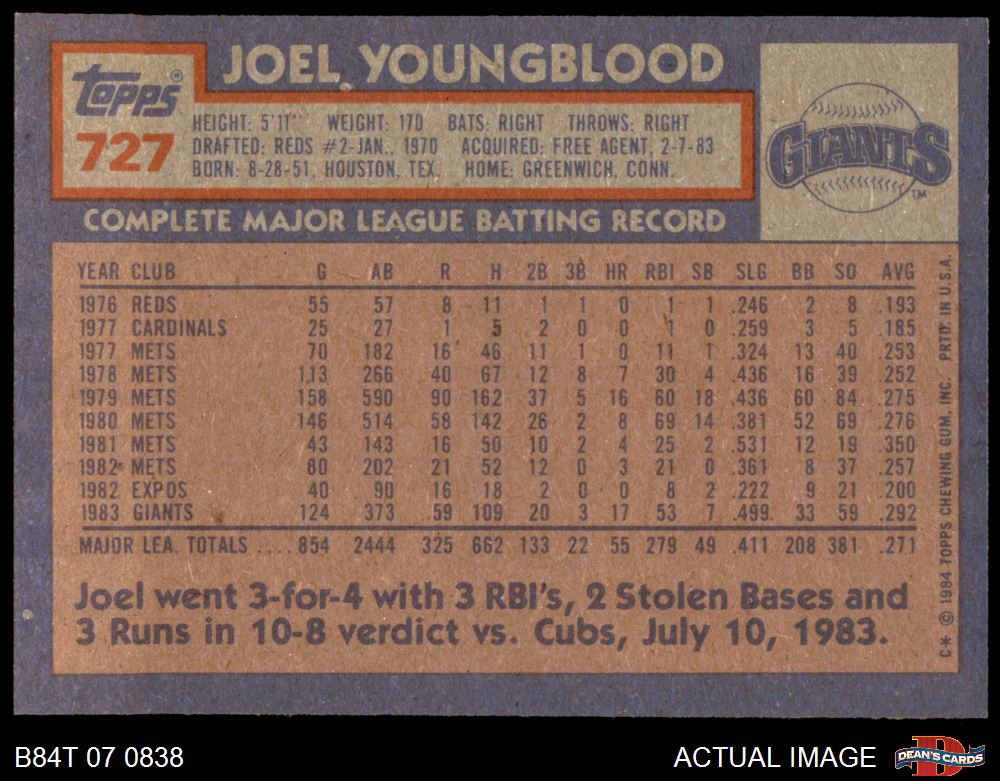 JOEL YOUNGBLOOD
topps®
727
HEIGHT: 5'11" WEIGHT: 170 BATS: RIGHT THROWS: RIGHT
DRAFTED: REDS #2-JAN., 1970 ACQUIRED: FREE AGENT, 2-7-83
BORN: 8-28-51, HOUSTON, TEX. HOME: GREENWICH, CONN.
GIANTS
TM
COMPLETE MAJOR LEAGUE BATTING RECORD
YEAR CLUB G AB R H 2B 3B HR RBI SB SLG BB SO AVG
1976 REDS 55 57 8 11 1 1 0 1 1 .246 2 8 .193
1977 CARDINALS 25 27 1 5 2 0 0 1 0 .259 3 5 .185
1977 METS 70 182 16 46 11 1 0 11 1 .324 13 40 .253
1978 METS 113 266 40 67 12 8 7 30 4 .436 16 39 .252
1979 METS 158 590 90 162 37 5 16 60 18 .436 60 84 .275
1980 METS 146 514 58 142 26 2 8 69 14 .381 52 69 .276
1981 METS 43 143 16 50 10 2 4 25 2 .531 12 19 .350
1982 METS 80 202 21 52 12 0 3 21 0 .361 8 37 .257
1982 EXPOS 40 90 16 18 2 0 0 8 2 .222 9 21 .200
1983 GIANTS 124 373 59 109 20 3 17 53 7 .499 33 59 .292
MAJOR LEA. TOTALS .... 854 2444 325 662 133 22 55 279 49 .411 208 381 .271
Joel went 3-for-4 with 3 RBI's, 2 Stolen Bases and
3 Runs in 10-8 verdict vs. Cubs, July 10, 1983.
C* © 1984 TOPPS CHEWING GUM, INC. PRTD. IN U.S.A.
B84T 07 0838
ACTUAL IMAGE
D
DEAN'S CARDS